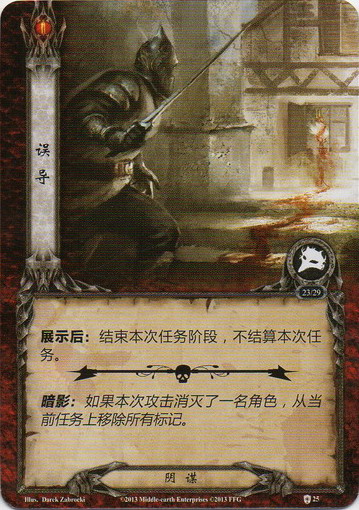 误导
23/29
展示后：结束本次任务阶段，不结算本次任
务。
暗影：如果本次攻击消灭了一名角色，从当
前任务上移除所有标记。
阴 谋
Illus. Darek Zabrocki
©2013 Middle-earth Enterprises ©2013 FFG
25